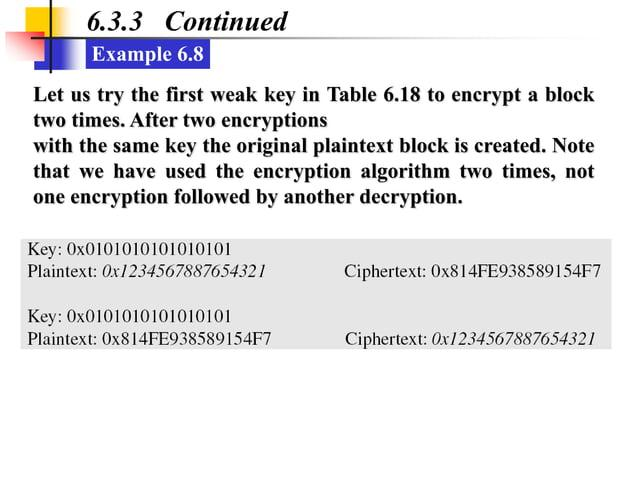 6.3.3 Continued
Example 6.8
Let us try the first weak key in Table 6.18 to encrypt a block
two times. After two encryptions
with the same key the original plaintext block is created. Note
that we have used the encryption algorithm two times, not
one encryption followed by another decryption.
Key: 0x0101010101010101
Plaintext: 0x1234567887654321 Ciphertext: 0x814FE938589154F7
Key: 0x0101010101010101
Plaintext: 0x814FE938589154F7 Ciphertext: 0x1234567887654321